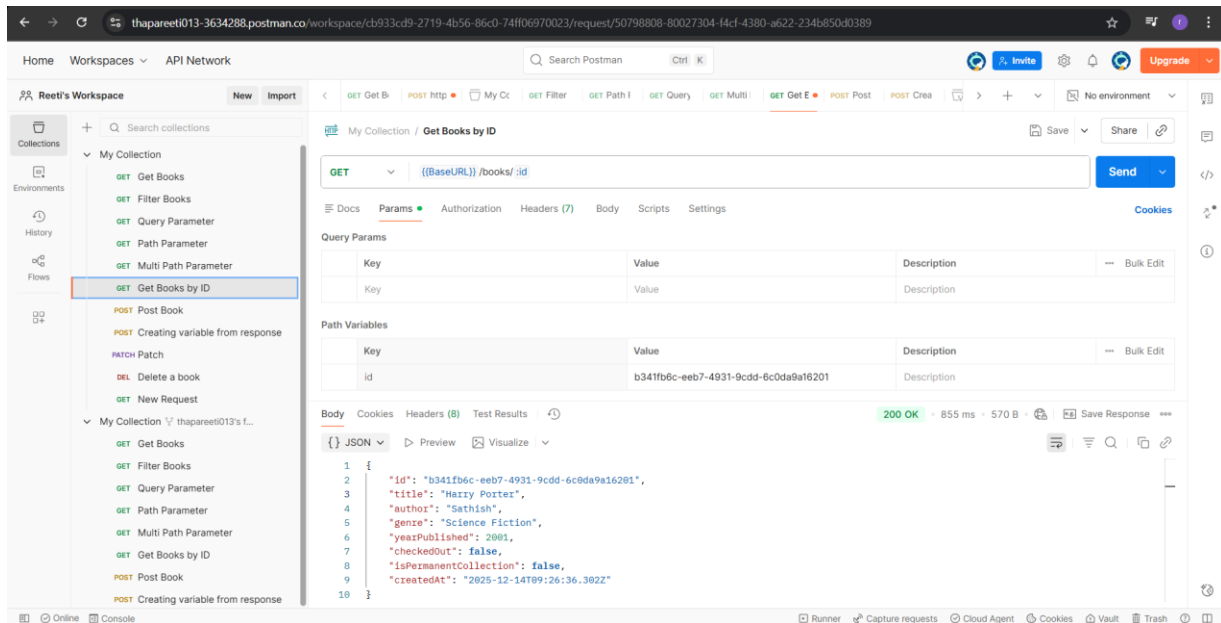 thapareeti013-3634288.postman.co/workspace/cb933cd9-2719-4b56-86c0-74ff06970023/request/50798808-80027304-f4cf-4380-a622-234b850d0389
Home Workspaces API Network Search Postman Ctrl K Invite Upgrade
Reeti's Workspace New Import
GET Get B POST http My Cc GET Filter GET Path I GET Query GET Multi GET Get E POST Post POST Crea No environment
Collections
Environments
History
Flows
Search collections
My Collection
GET Get Books
GET Filter Books
GET Query Parameter
GET Path Parameter
GET Multi Path Parameter
GET Get Books by ID
POST Post Book
POST Creating variable from response
PATCH Patch
DEL Delete a book
GET New Request
My Collection thapareeti013's f...
GET Get Books
GET Filter Books
GET Query Parameter
GET Path Parameter
GET Multi Path Parameter
GET Get Books by ID
POST Post Book
POST Creating variable from response
HTTP My Collection / Get Books by ID Save Share
GET {{BaseURL}} /books/ :id Send
Docs Params Authorization Headers (7) Body Scripts Settings Cookies
Query Params
Key Value Description Bulk Edit
Key Value Description
Path Variables
Key Value Description Bulk Edit
id b341fb6c-eeb7-4931-9cdd-6c0da9a16201 Description
Body Cookies Headers (8) Test Results 200 OK 855 ms 570 B Save Response
{} JSON Preview Visualize
1 {
2 "id": "b341fb6c-eeb7-4931-9cdd-6c0da9a16201",
3 "title": "Harry Porter",
4 "author": "Sathish",
5 "genre": "Science Fiction",
6 "yearPublished": 2001,
7 "checkedOut": false,
8 "isPermanentCollection": false,
9 "createdAt": "2025-12-14T09:26:36.302Z"
10 }
Online Console Runner Capture requests Cloud Agent Cookies Vault Trash